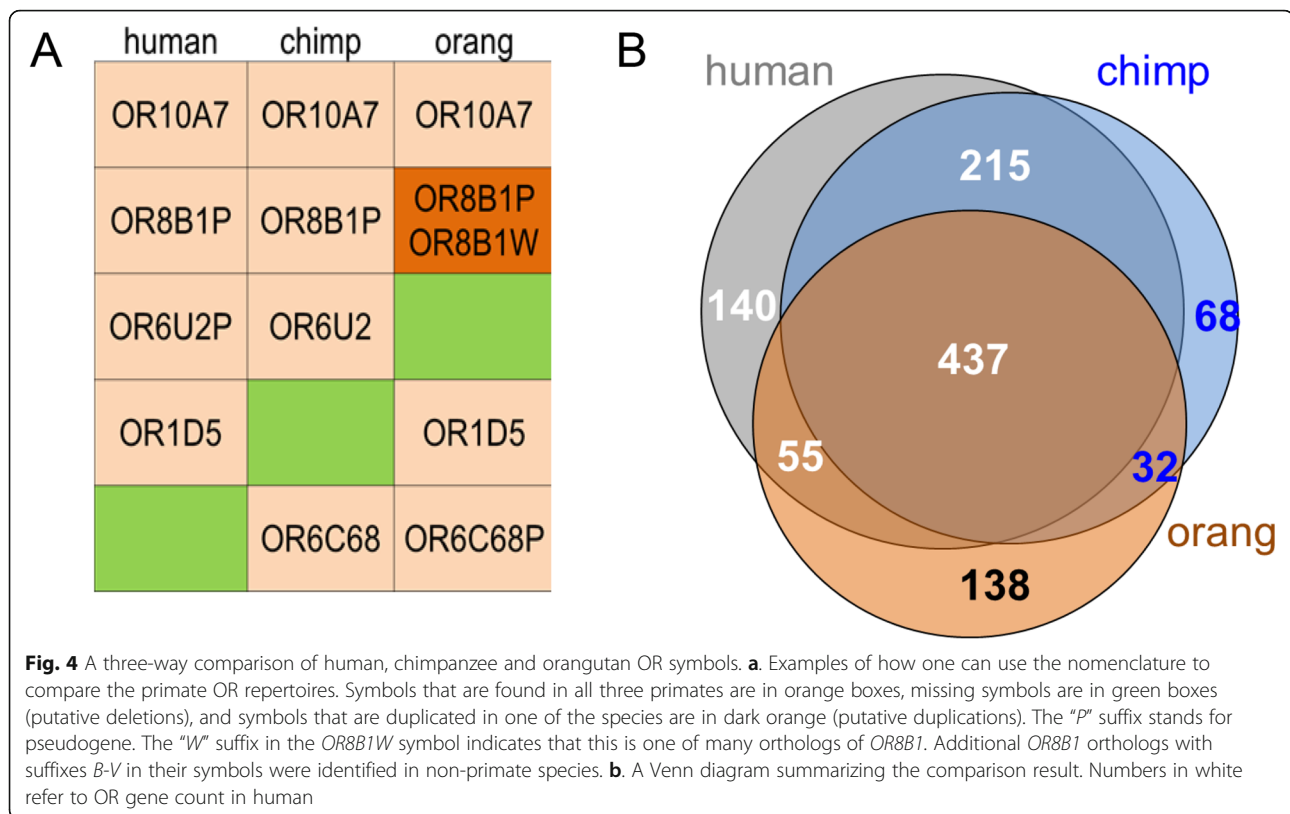 A
human chimp orang
OR10A7 OR10A7 OR10A7
OR8B1P OR8B1P OR8B1P
OR8B1W
OR6U2P OR6U2
OR1D5 OR1D5
OR6C68 OR6C68P
B
human
chimp
215
140
68
437
55
32
orang
138
Fig. 4 A three-way comparison of human, chimpanzee and orangutan OR symbols. a. Examples of how one can use the nomenclature to
compare the primate OR repertoires. Symbols that are found in all three primates are in orange boxes, missing symbols are in green boxes
(putative deletions), and symbols that are duplicated in one of the species are in dark orange (putative duplications). The “P” suffix stands for
pseudogene. The “W” suffix in the OR8B1W symbol indicates that this is one of many orthologs of OR8B1. Additional OR8B1 orthologs with
suffixes B-V in their symbols were identified in non-primate species. b. A Venn diagram summarizing the comparison result. Numbers in white
refer to OR gene count in human